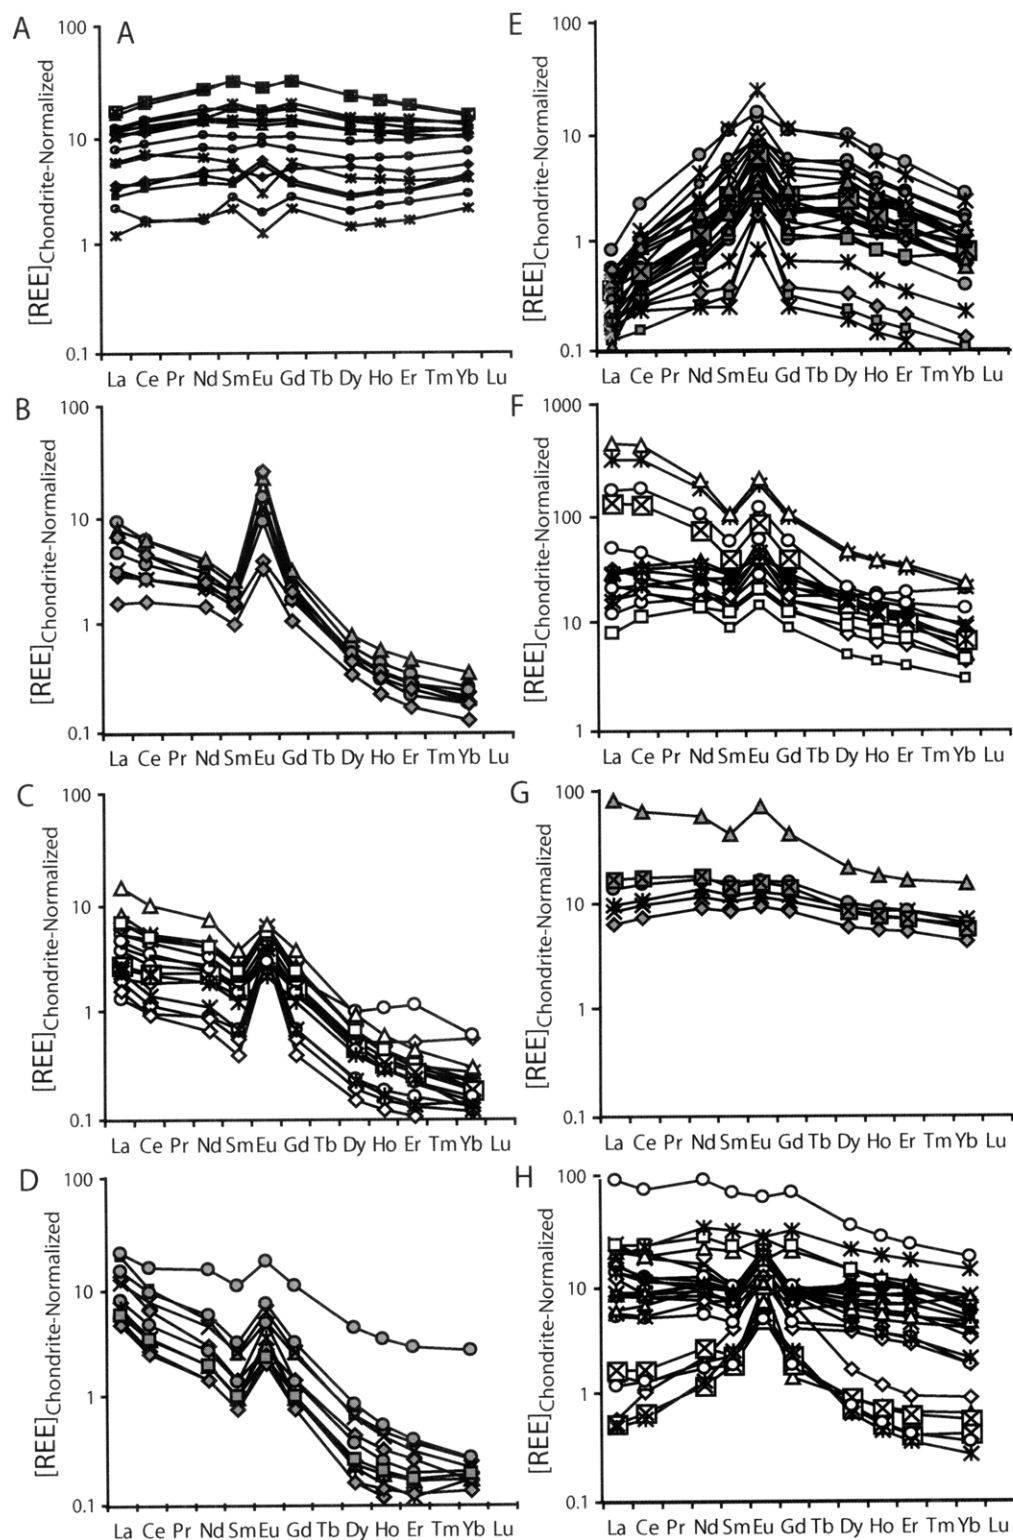 A
A
100
10
1
0.1
[REE]Chondrite-Normalized
La Ce Pr Nd Sm Eu Gd Tb Dy Ho Er Tm Yb Lu
B
100
10
1
0.1
[REE]Chondrite-Normalized
La Ce Pr Nd Sm Eu Gd Tb Dy Ho Er Tm Yb Lu
C
100
10
1
0.1
[REE]Chondrite-Normalized
La Ce Pr Nd Sm Eu Gd Tb Dy Ho Er Tm Yb Lu
D
100
10
1
0.1
[REE]Chondrite-Normalized
La Ce Pr Nd Sm Eu Gd Tb Dy Ho Er Tm Yb Lu
E
100
10
1
0.1
[REE]Chondrite-Normalized
La Ce Pr Nd Sm Eu Gd Tb Dy Ho Er Tm Yb Lu
F
1000
100
10
1
[REE]Chondrite-Normalized
La Ce Pr Nd Sm Eu Gd Tb Dy Ho Er Tm Yb Lu
G
100
10
1
0.1
[REE]Chondrite-Normalized
La Ce Pr Nd Sm Eu Gd Tb Dy Ho Er Tm Yb Lu
H
100
10
1
0.1
[REE]Chondrite-Normalized
La Ce Pr Nd Sm Eu Gd Tb Dy Ho Er Tm Yb Lu